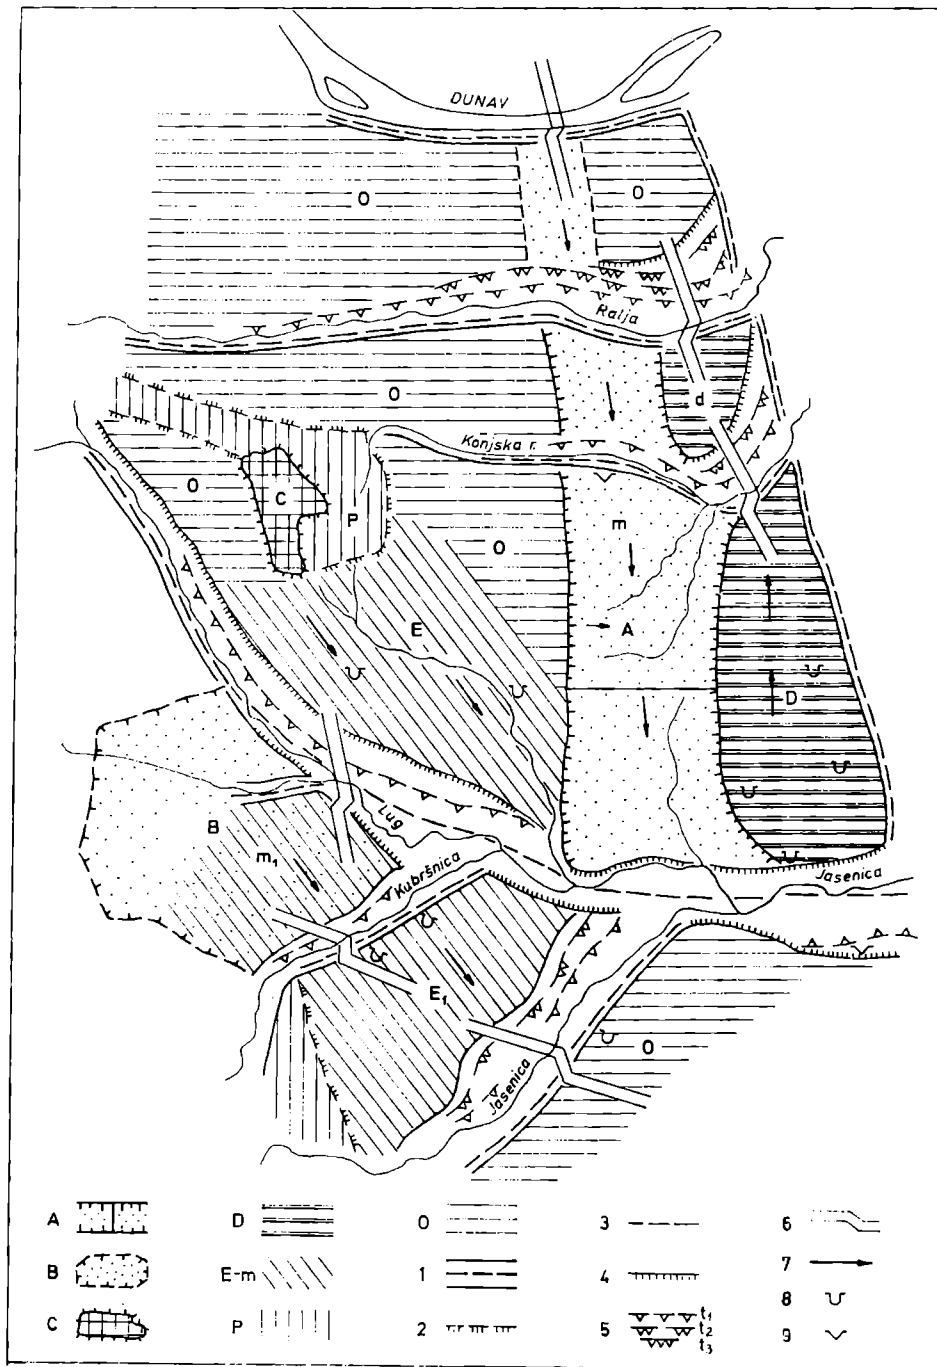 DUNAV
O
O
Ralja
O
d
Konjska r.
O
C
P
m
O
E
A
D
B
m₁
Lug
Kubršnica
Jasenica
E₁
O
Jasenica
A D O 3 6
B E-m 1 4 7
C P 2 5 t₁ t₂ t₃ 8
9